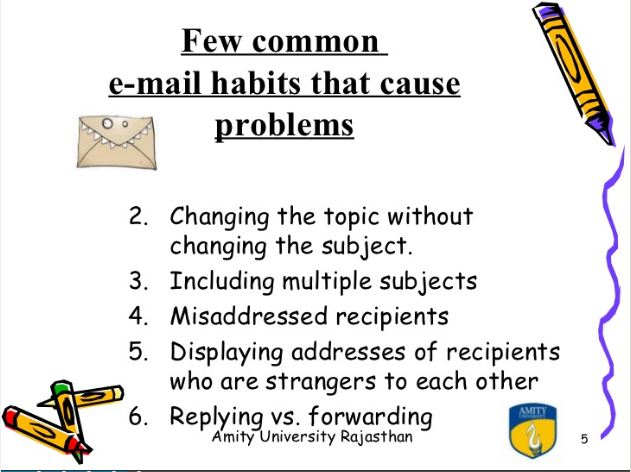 Few common
e-mail habits that cause
problems
2. Changing the topic without
changing the subject.
3. Including multiple subjects
4. Misaddressed recipients
5. Displaying addresses of recipients
who are strangers to each other
6. Replying vs. forwarding
Amity University Rajasthan
AMITY
5